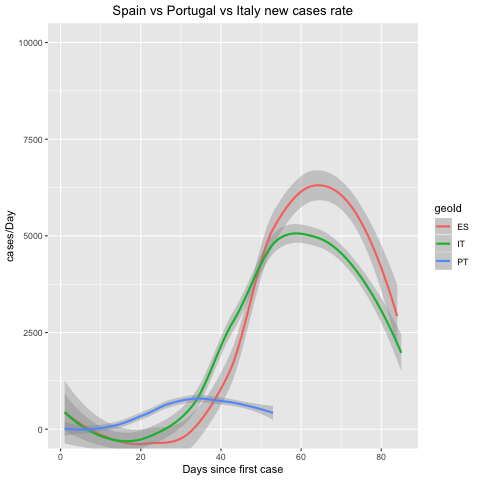 Spain vs Portugal vs Italy new cases rate
10000
7500
5000
2500
0
cases/Day
0 20 40 60 80
Days since first case
geoId
ES
IT
PT